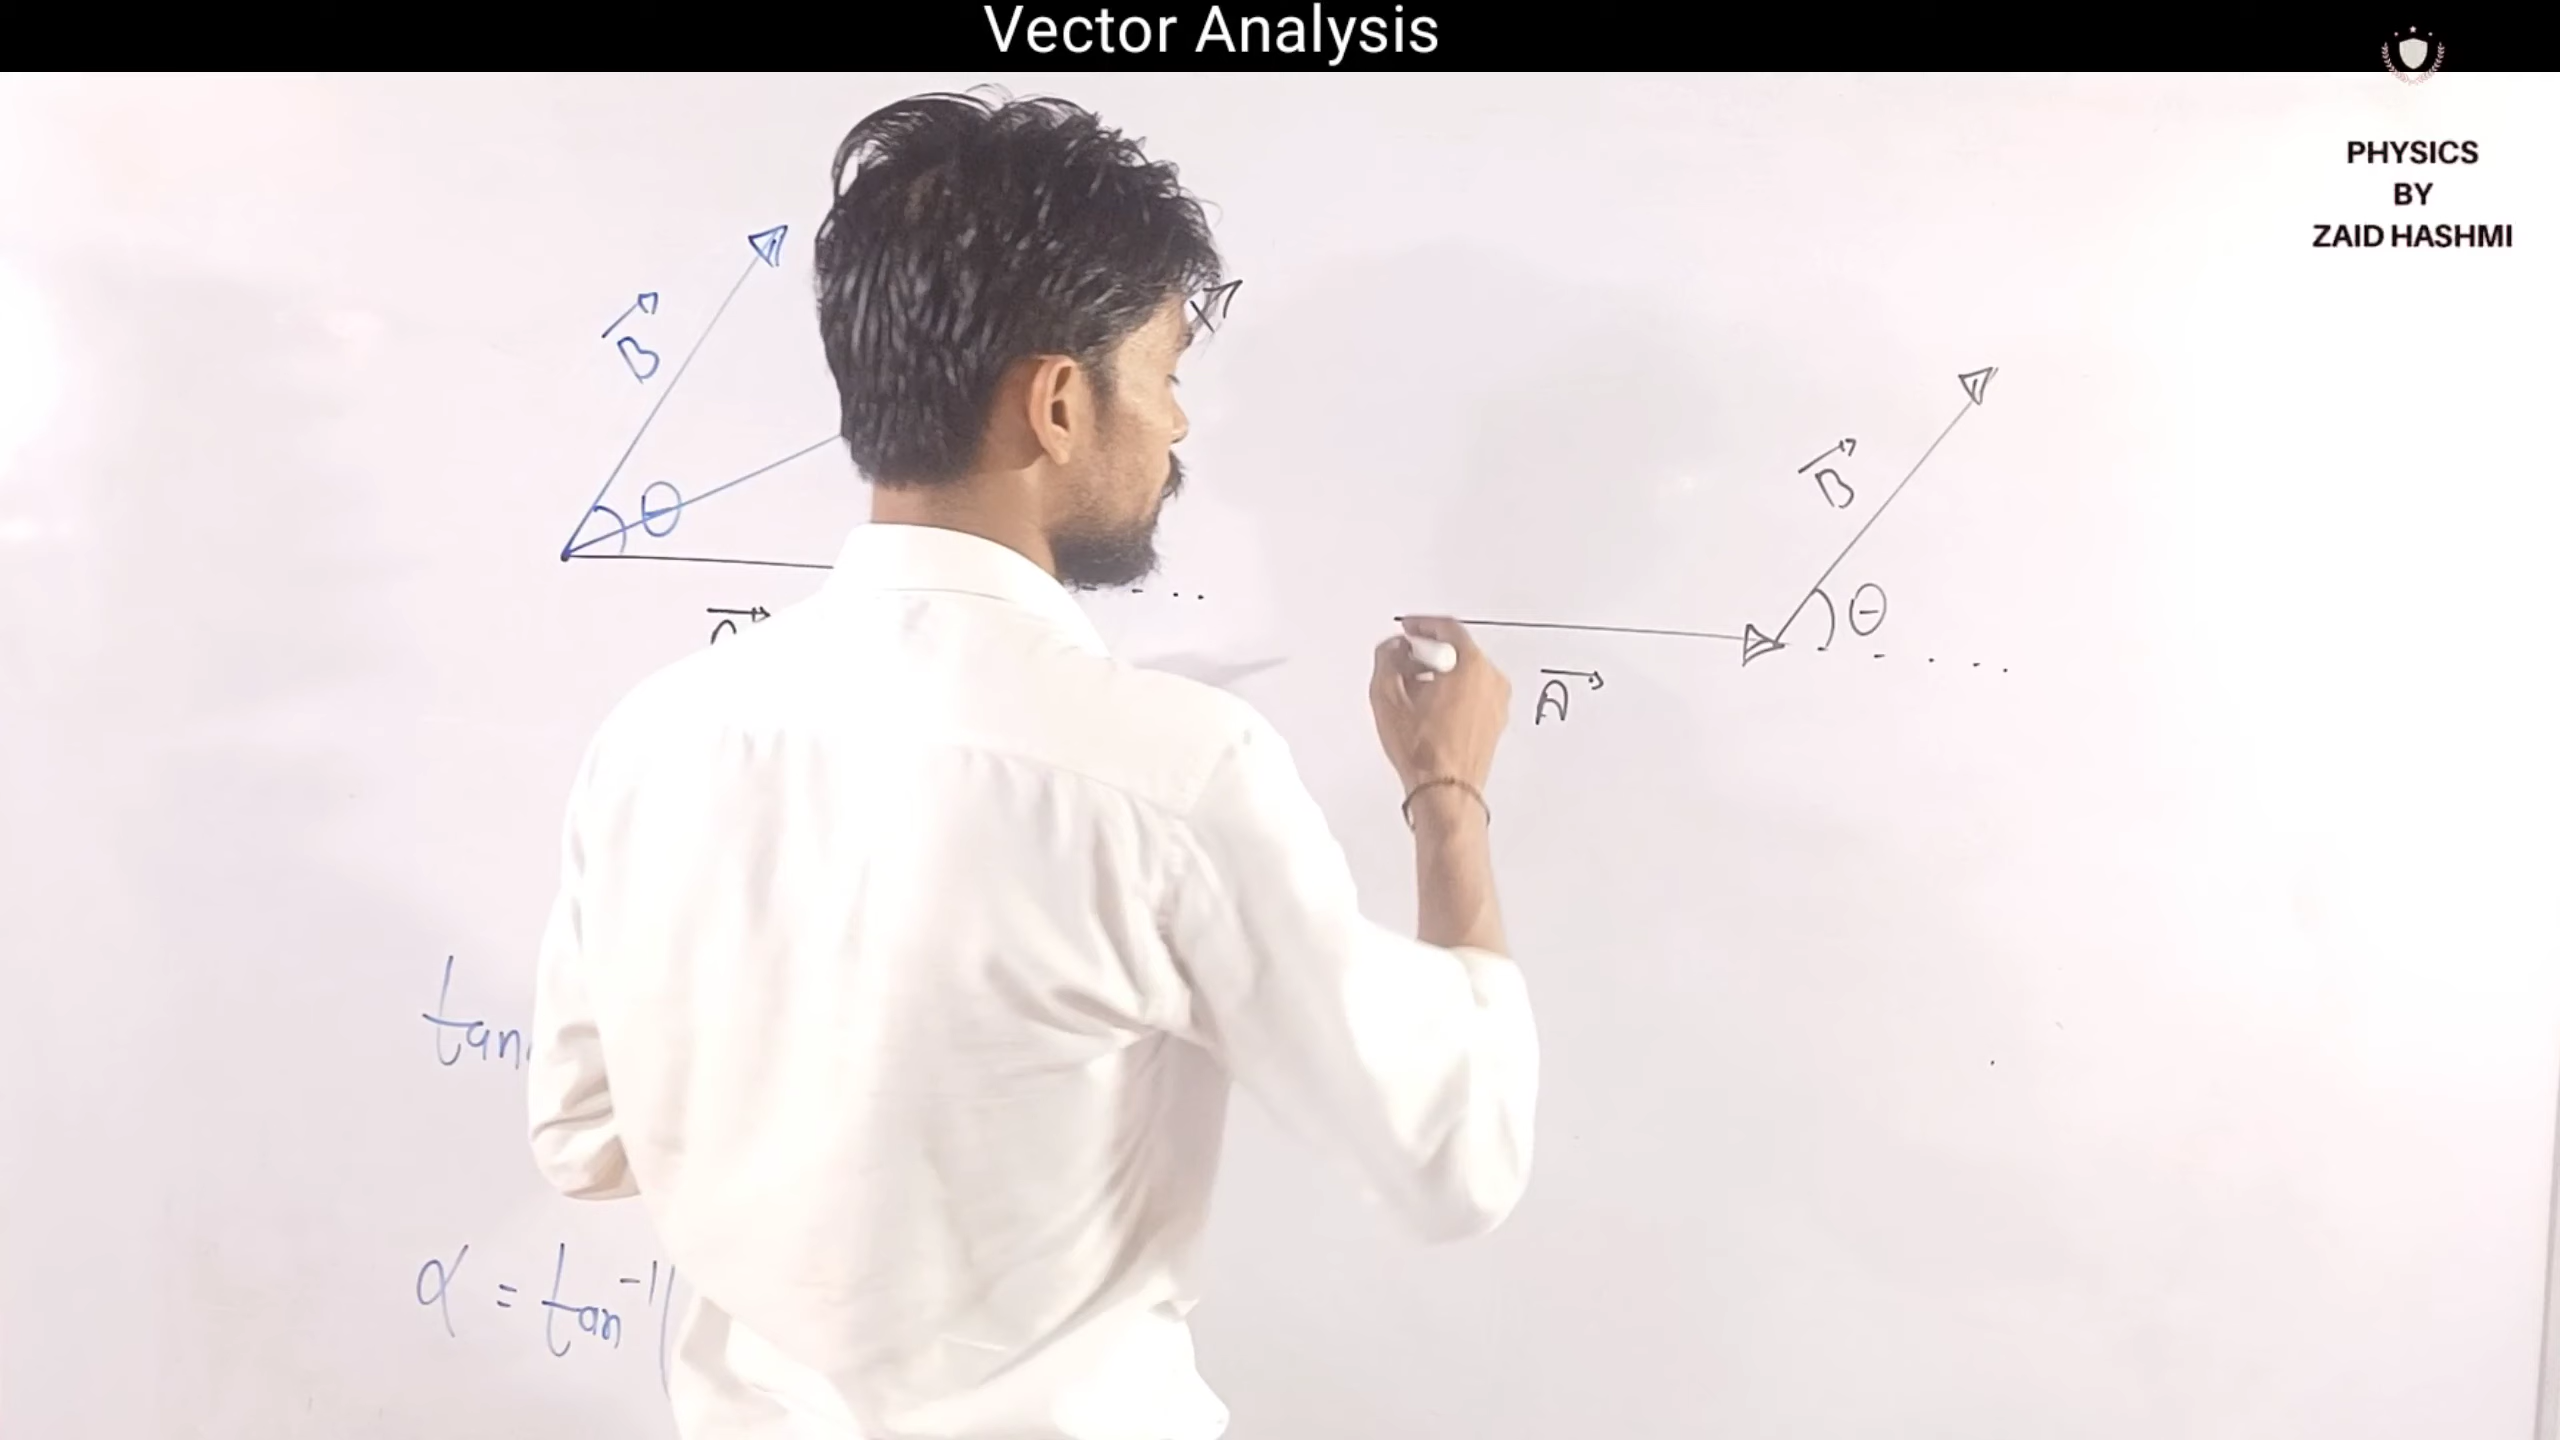 Vector Analysis
PHYSICS
BY
ZAID HASHMI
B
θ
B
θ
A
tan
α = tan⁻¹(